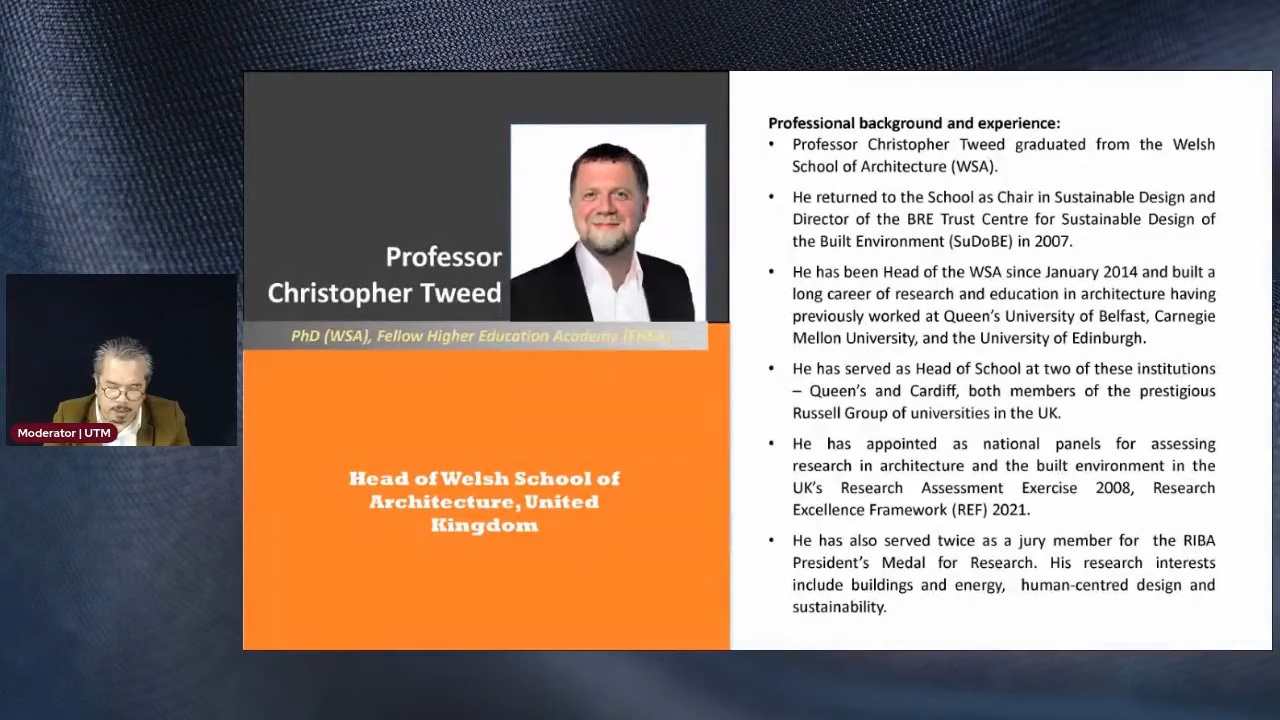 Professor
Christopher Tweed
PhD (WSA), Fellow Higher Education Academy (FHEA)
Head of Welsh School of
Architecture, United
Kingdom
Professional background and experience:
• Professor Christopher Tweed graduated from the Welsh
School of Architecture (WSA).
• He returned to the School as Chair in Sustainable Design and
Director of the BRE Trust Centre for Sustainable Design of
the Built Environment (SuDoBE) in 2007.
• He has been Head of the WSA since January 2014 and built a
long career of research and education in architecture having
previously worked at Queen's University of Belfast, Carnegie
Mellon University, and the University of Edinburgh.
• He has served as Head of School at two of these institutions
– Queen's and Cardiff, both members of the prestigious
Russell Group of universities in the UK.
• He has appointed as national panels for assessing
research in architecture and the built environment in the
UK's Research Assessment Exercise 2008, Research
Excellence Framework (REF) 2021.
• He has also served twice as a jury member for the RIBA
President's Medal for Research. His research interests
include buildings and energy, human-centred design and
sustainability.
Moderator | UTM